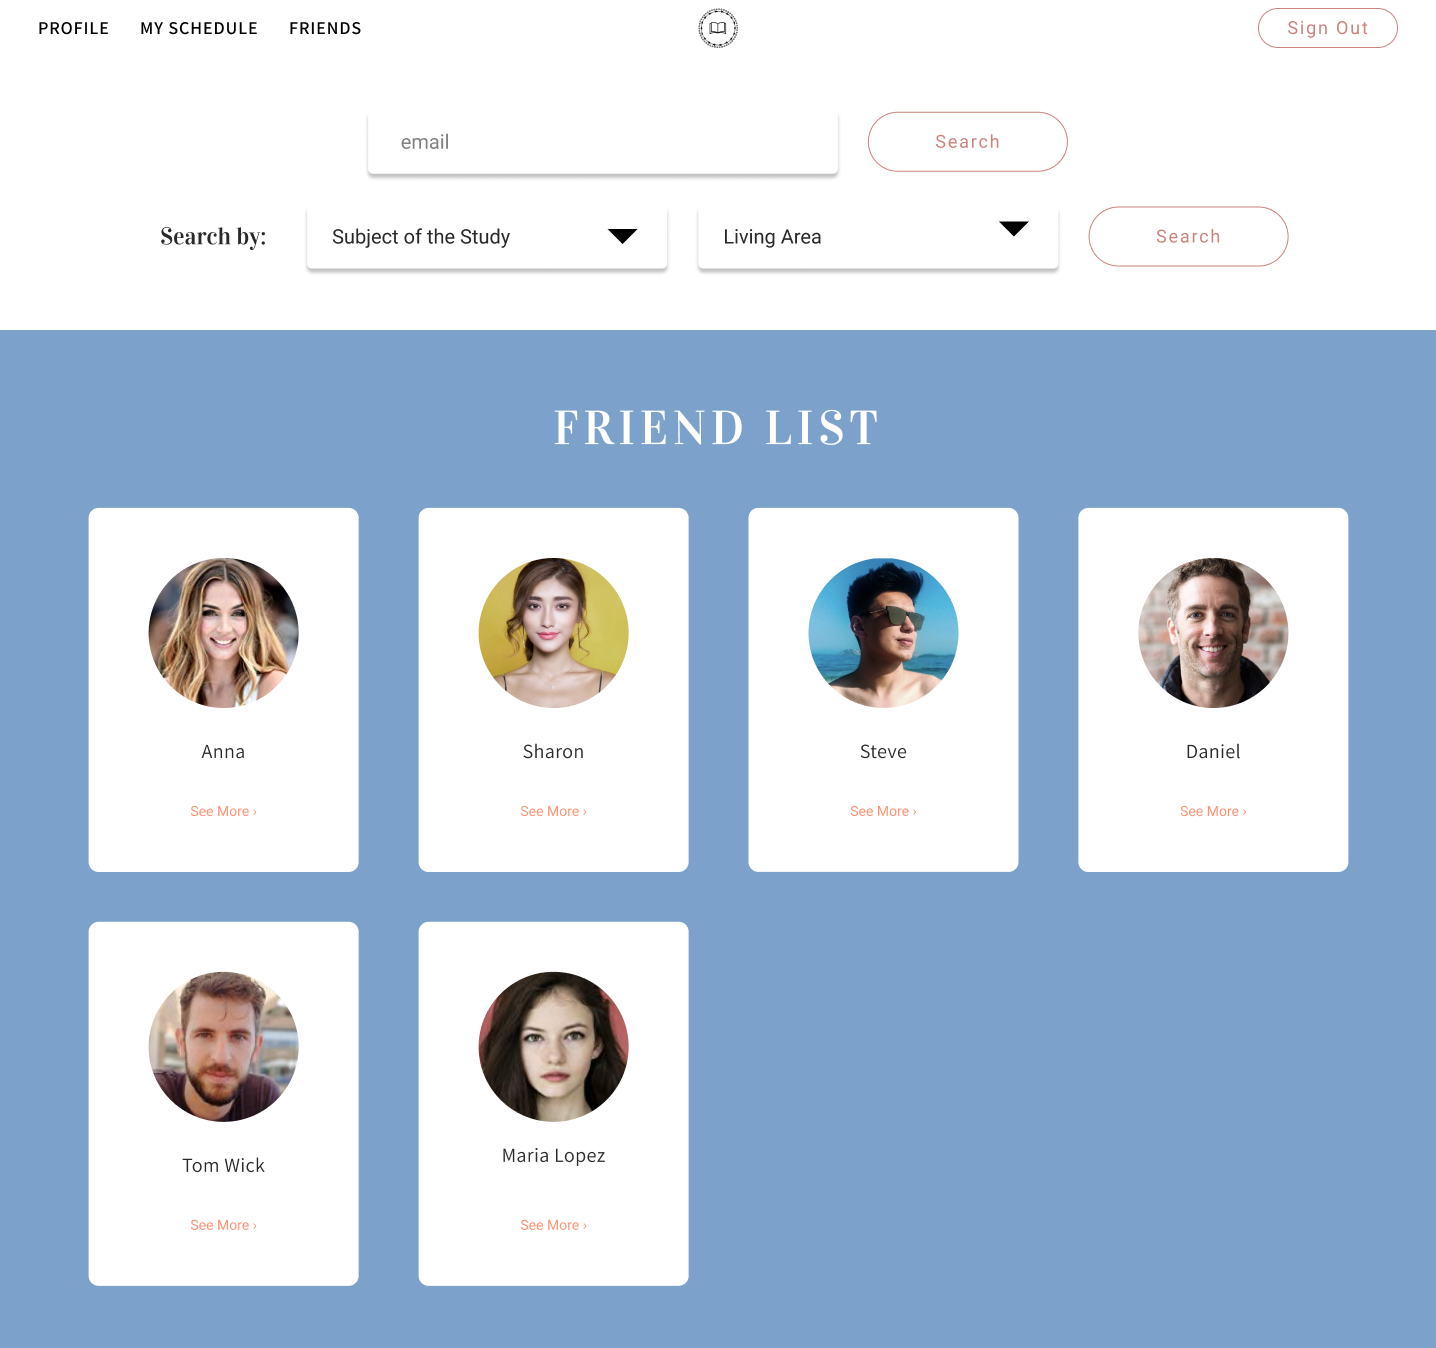 PROFILE MY SCHEDULE FRIENDS Sign Out
email Search
Search by: Subject of the Study Living Area Search
FRIEND LIST
Anna Sharon Steve Daniel
See More › See More › See More › See More ›
Tom Wick Maria Lopez
See More › See More ›